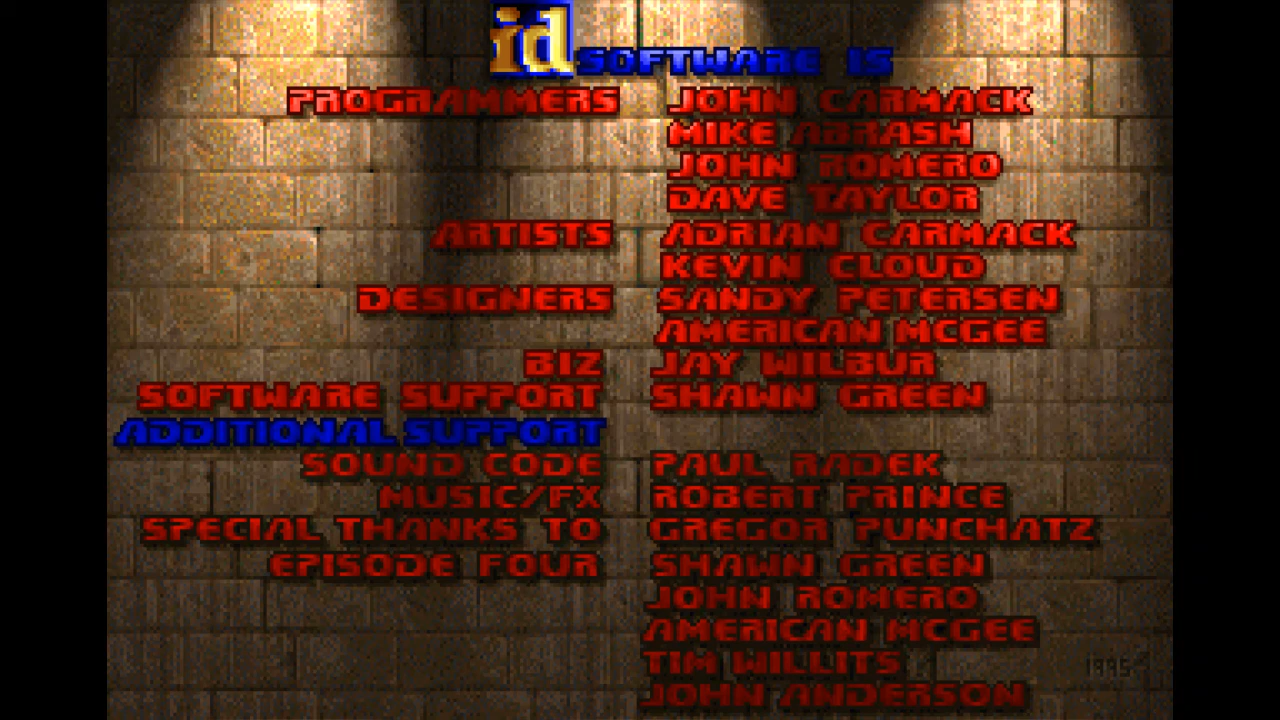 id SOFTWARE IS
PROGRAMMERS JOHN CARMACK
MIKE ABRASH
JOHN ROMERO
DAVE TAYLOR
ARTISTS ADRIAN CARMACK
KEVIN CLOUD
DESIGNERS SANDY PETERSEN
AMERICAN MCGEE
BIZ JAY WILBUR
SOFTWARE SUPPORT SHAWN GREEN
ADDITIONAL SUPPORT
SOUND CODE PAUL RADEK
MUSIC/FX ROBERT PRINCE
SPECIAL THANKS TO GREGOR PUNCHATZ
EPISODE FOUR SHAWN GREEN
JOHN ROMERO
AMERICAN MCGEE
TIM WILLITS
1995
JOHN ANDERSON